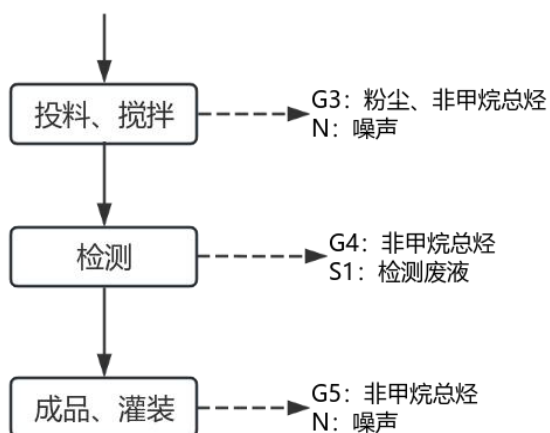 投料、搅拌
G3：粉尘、非甲烷总烃
N：噪声
检测
G4：非甲烷总烃
S1：检测废液
成品、灌装
G5：非甲烷总烃
N：噪声